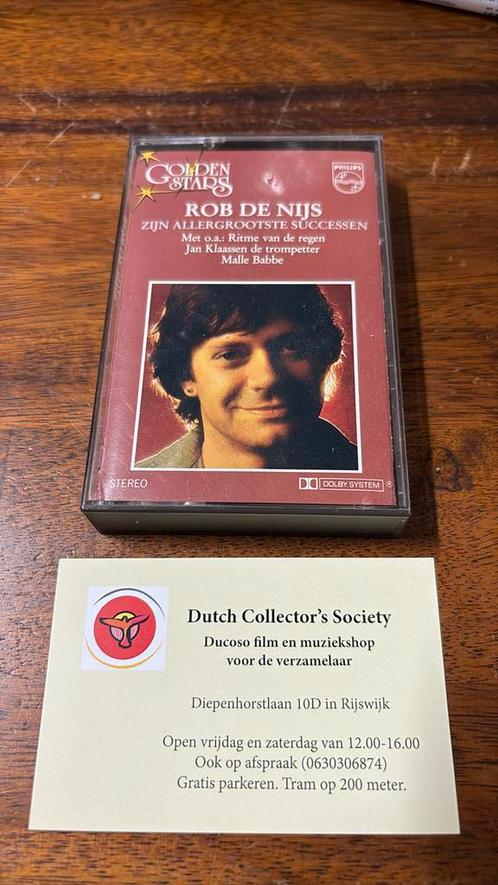 GOLDEN
STARS
PHILIPS
ROB DE NIJS
ZIJN ALLERGROOTSTE SUCCESSEN
Met o.a.: Ritme van de regen
Jan Klaassen de trompetter
Malle Babbe
STEREO
DOLBY SYSTEM ®
Dutch Collector's Society
Ducoso film en muziekshop
voor de verzamelaar
Diepenhorstlaan 10D in Rijswijk
Open vrijdag en zaterdag van 12.00-16.00
Ook op afspraak (0630306874)
Gratis parkeren. Tram op 200 meter.